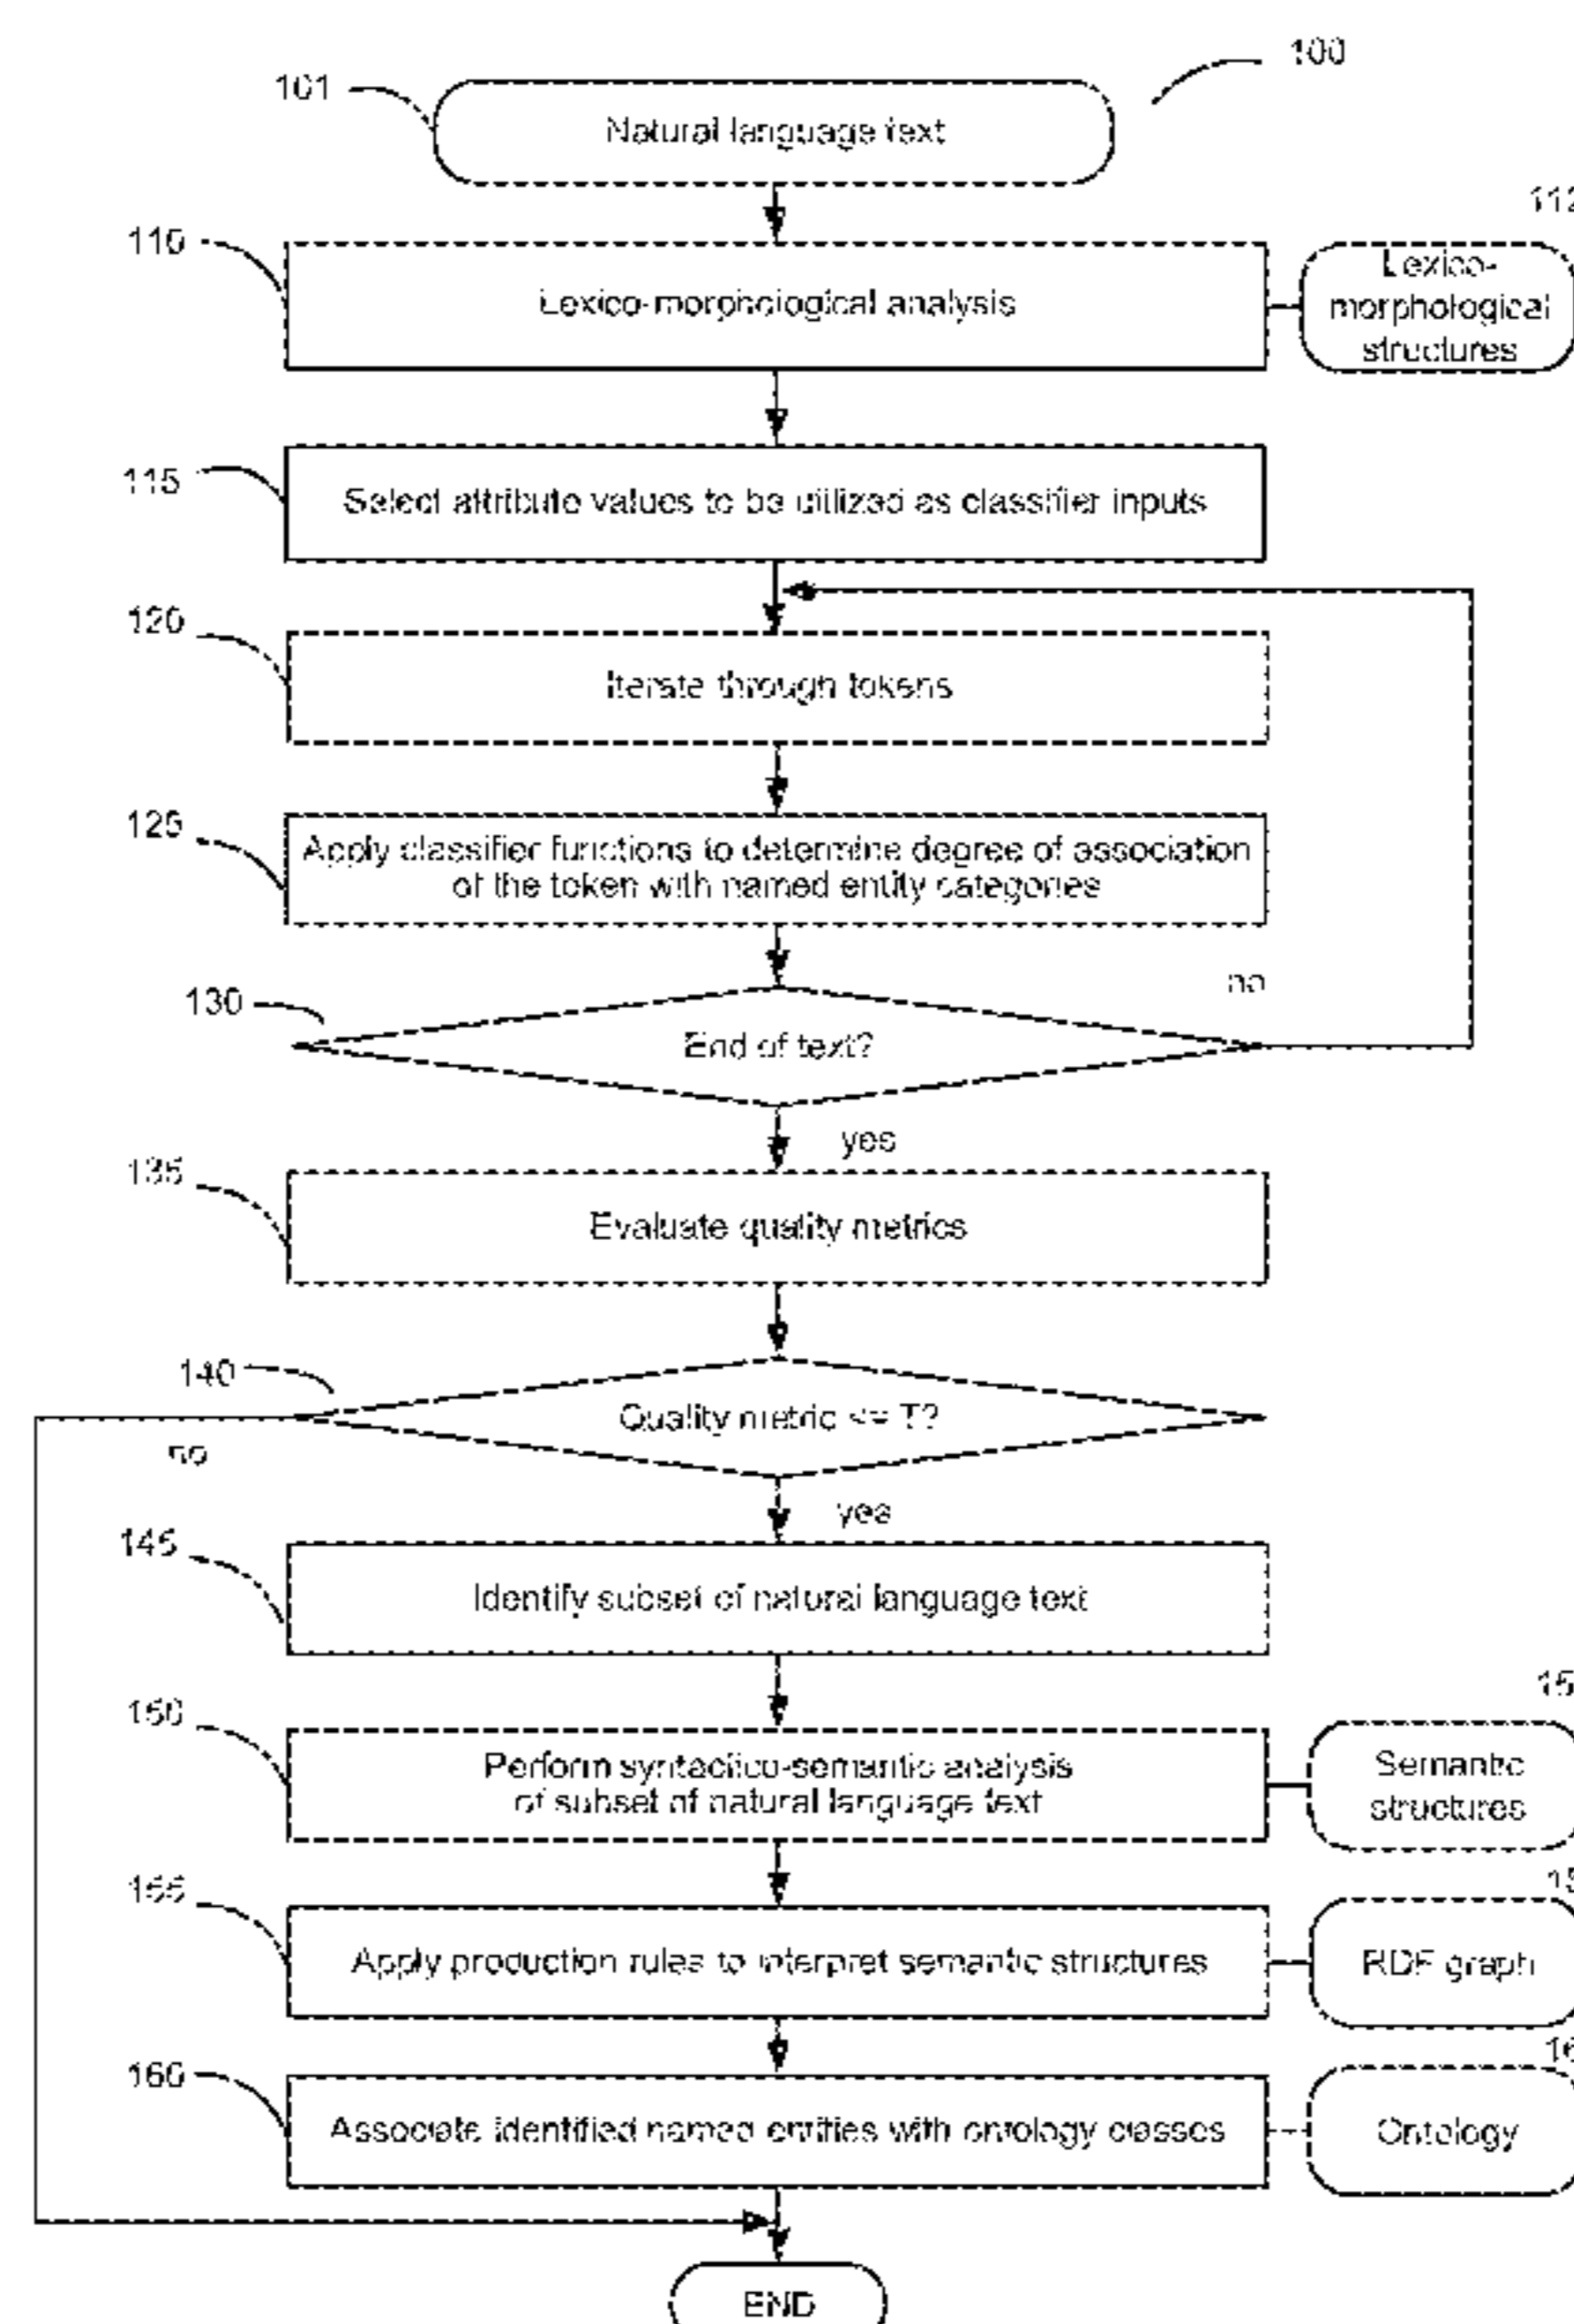 100
101
Natural language text
112
110
Lexico-morphological analysis
Lexico-
morphological
structures
115
Select attribute values to be utilized as classifier inputs
120
Iterate through tokens
125
Apply classifier functions to determine degree of association
of the token with named entity categories
no
130
End of text?
yes
135
Evaluate quality metrics
140
Quality metric <= T?
no
yes
145
Identify subset of natural language text
150
Perform syntactico-semantic analysis
of subset of natural language text
Semantic
structures
155
Apply production rules to interpret semantic structures
RDF graph
160
Associate identified named entities with ontology classes
Ontology
END